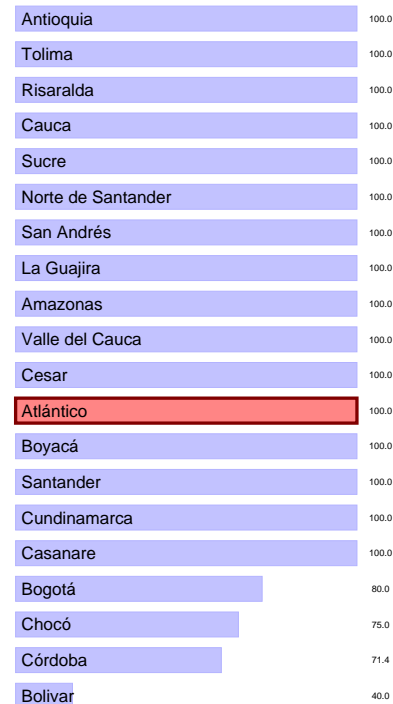 Antioquia 100.0
Tolima 100.0
Risaralda 100.0
Cauca 100.0
Sucre 100.0
Norte de Santander 100.0
San Andrés 100.0
La Guajira 100.0
Amazonas 100.0
Valle del Cauca 100.0
Cesar 100.0
Atlántico 100.0
Boyacá 100.0
Santander 100.0
Cundinamarca 100.0
Casanare 100.0
Bogotá 80.0
Chocó 75.0
Córdoba 71.4
Bolivar 40.0